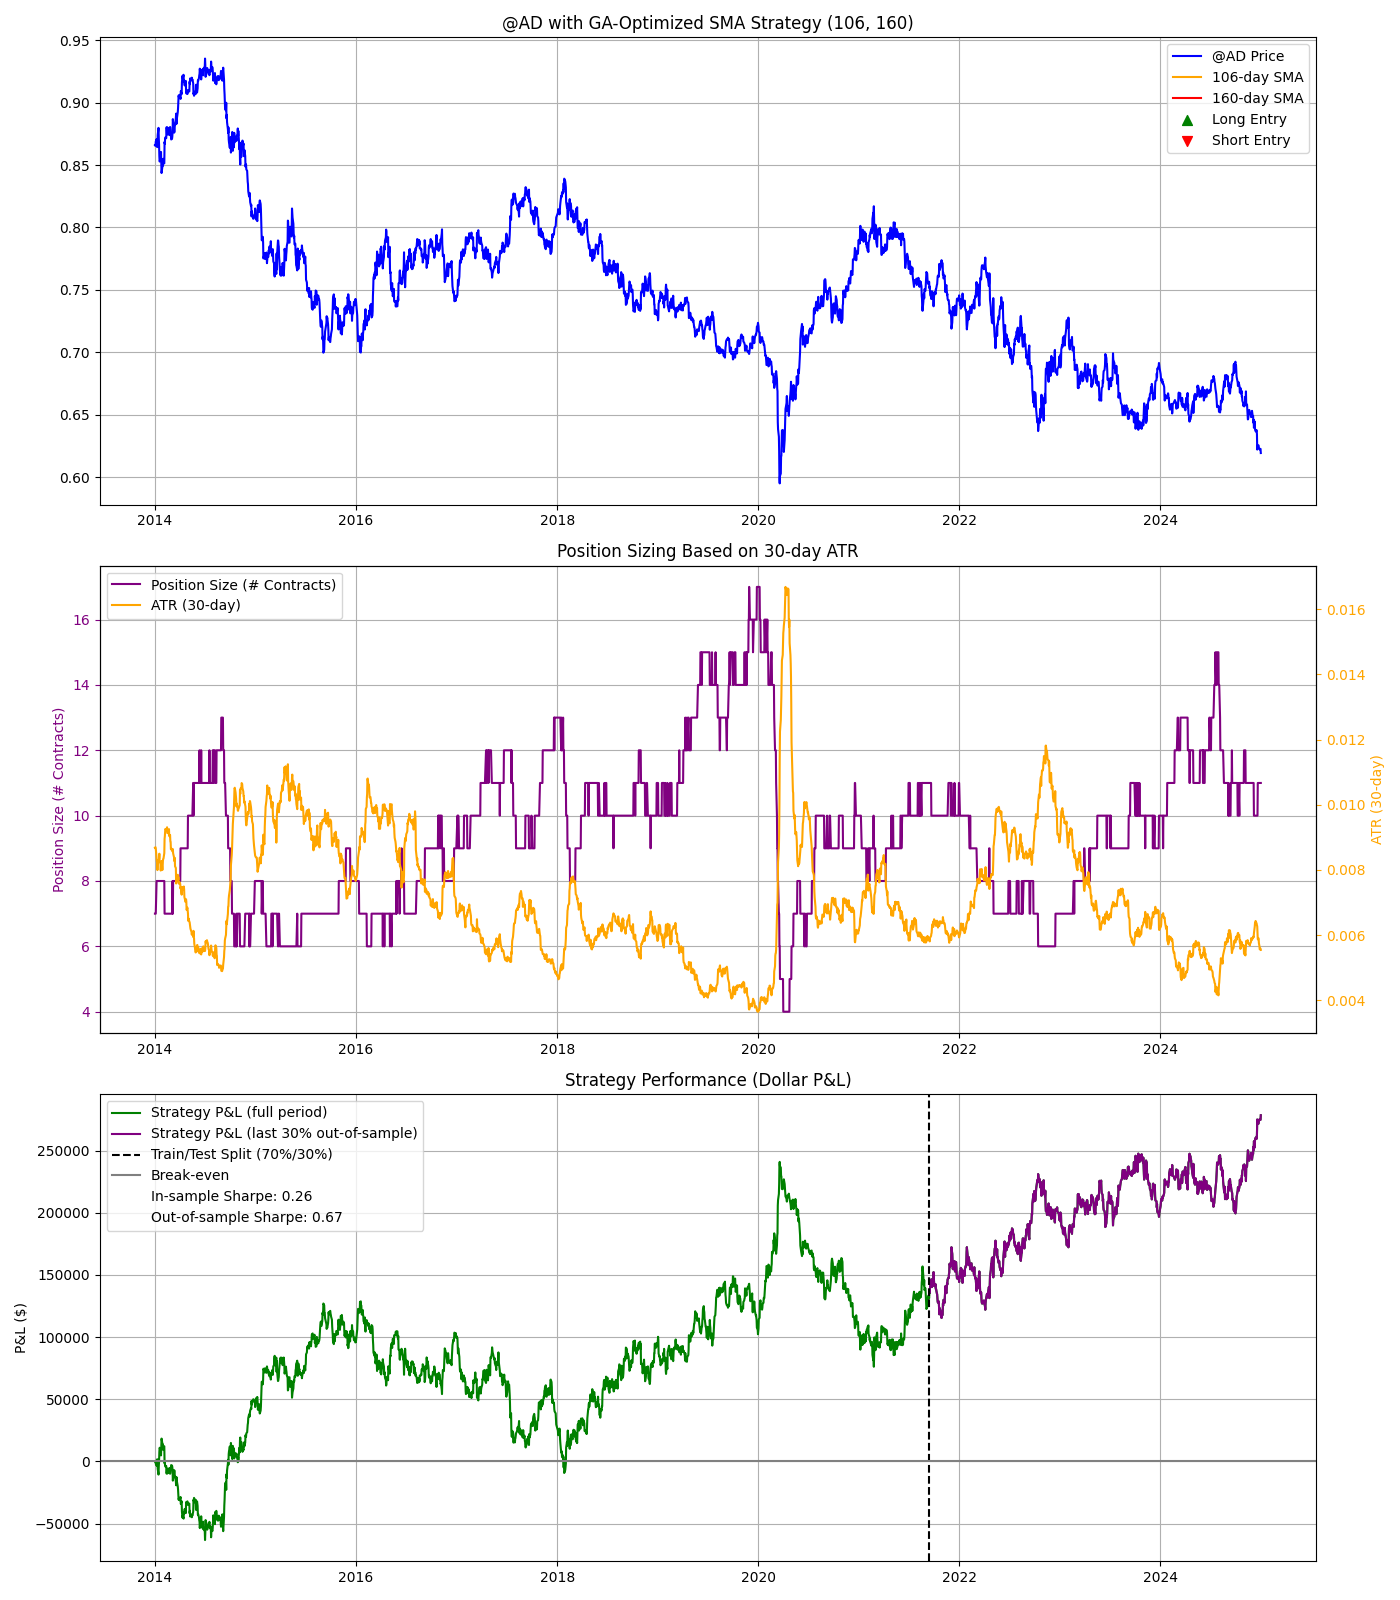 @AD with GA-Optimized SMA Strategy (106, 160)
0.95
0.90
0.85
0.80
0.75
0.70
0.65
0.60
@AD Price
106-day SMA
160-day SMA
Long Entry
Short Entry
2014 2016 2018 2020 2022 2024
Position Sizing Based on 30-day ATR
Position Size (# Contracts)
16
14
12
10
8
6
4
Position Size (# Contracts)
ATR (30-day)
0.016
0.014
0.012
0.010
0.008
0.006
0.004
ATR (30-day)
2014 2016 2018 2020 2022 2024
Strategy Performance (Dollar P&L)
P&L ($)
250000
200000
150000
100000
50000
0
−50000
Strategy P&L (full period)
Strategy P&L (last 30% out-of-sample)
Train/Test Split (70%/30%)
Break-even
In-sample Sharpe: 0.26
Out-of-sample Sharpe: 0.67
2014 2016 2018 2020 2022 2024